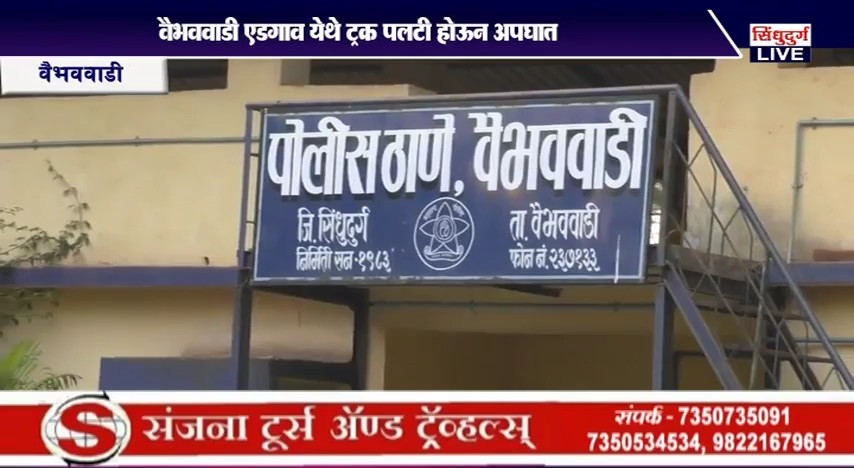 वैभववाडी एडगाव येथे ट्रक पलटी होऊन अपघात
सिंधुदुर्ग
LIVE
वैभववाडी
पोलीस ठाणे, वैभववाडी
जि. सिंधुदुर्ग
निर्मिती सन -१९८३
ता. वैभववाडी
फोन नं. २३७१३३
संजना टूर्स ॲण्ड ट्रॅव्हल्स्
संपर्क - 7350735091
7350534534, 9822167965